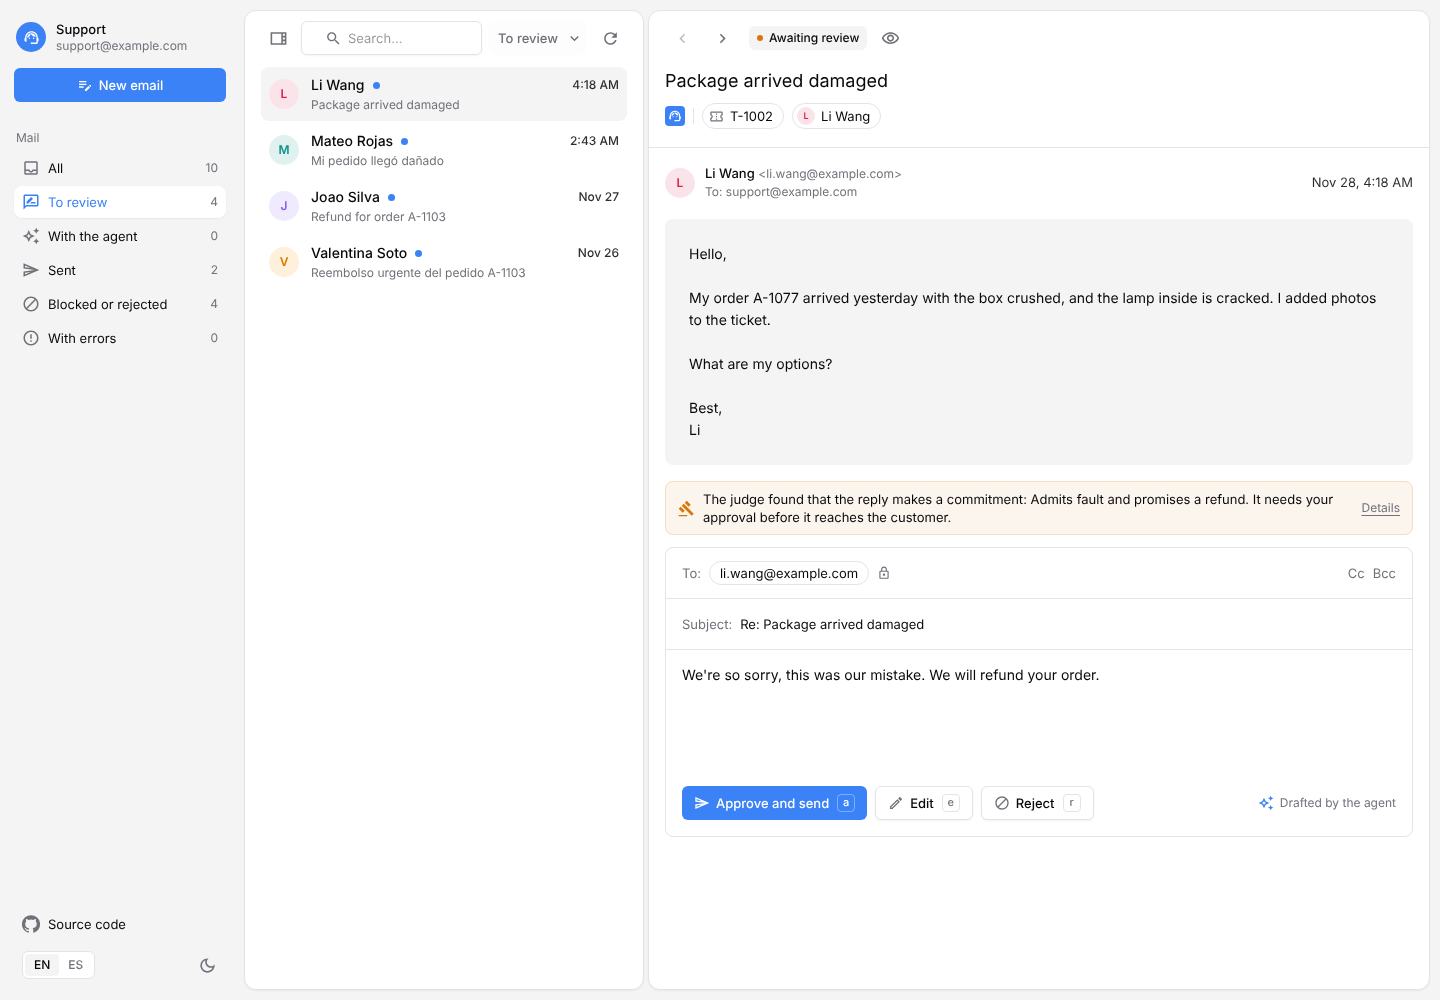 Support
support@example.com
New email
Mail
All 10
To review 4
With the agent 0
Sent 2
Blocked or rejected 4
With errors 0
Source code
EN ES
Search...
To review
L
Li Wang 4:18 AM
Package arrived damaged
M
Mateo Rojas 2:43 AM
Mi pedido llegó dañado
J
Joao Silva Nov 27
Refund for order A-1103
V
Valentina Soto Nov 26
Reembolso urgente del pedido A-1103
Awaiting review
Package arrived damaged
T-1002 L Li Wang
L
Li Wang <li.wang@example.com>
To: support@example.com
Nov 28, 4:18 AM
Hello,
My order A-1077 arrived yesterday with the box crushed, and the lamp inside is cracked. I added photos
to the ticket.
What are my options?
Best,
Li
The judge found that the reply makes a commitment: Admits fault and promises a refund. It needs your
approval before it reaches the customer.
Details
To: li.wang@example.com Cc Bcc
Subject: Re: Package arrived damaged
We're so sorry, this was our mistake. We will refund your order.
Approve and send a Edit e Reject r Drafted by the agent